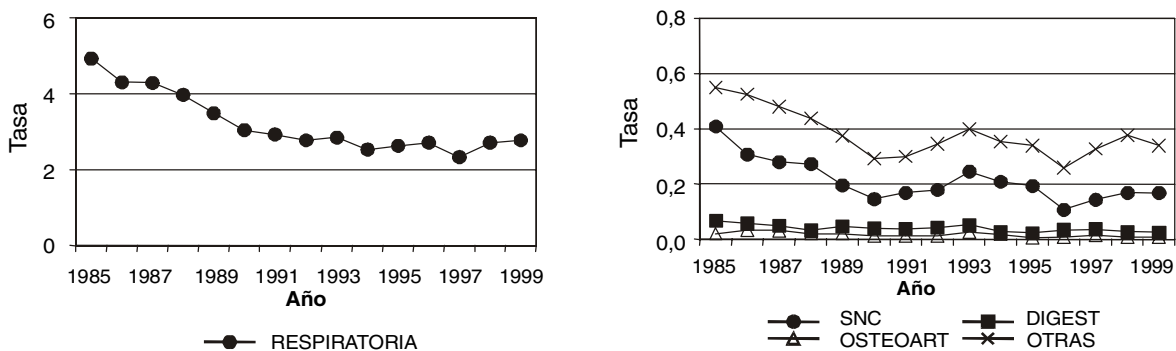 6
4
2
0
Tasa
1985 1987 1989 1991 1993 1995 1997 1999
Año
RESPIRATORIA
0,8
0,6
0,4
0,2
0,0
Tasa
1985 1987 1989 1991 1993 1995 1997 1999
Año
SNC DIGEST
OSTEOART OTRAS